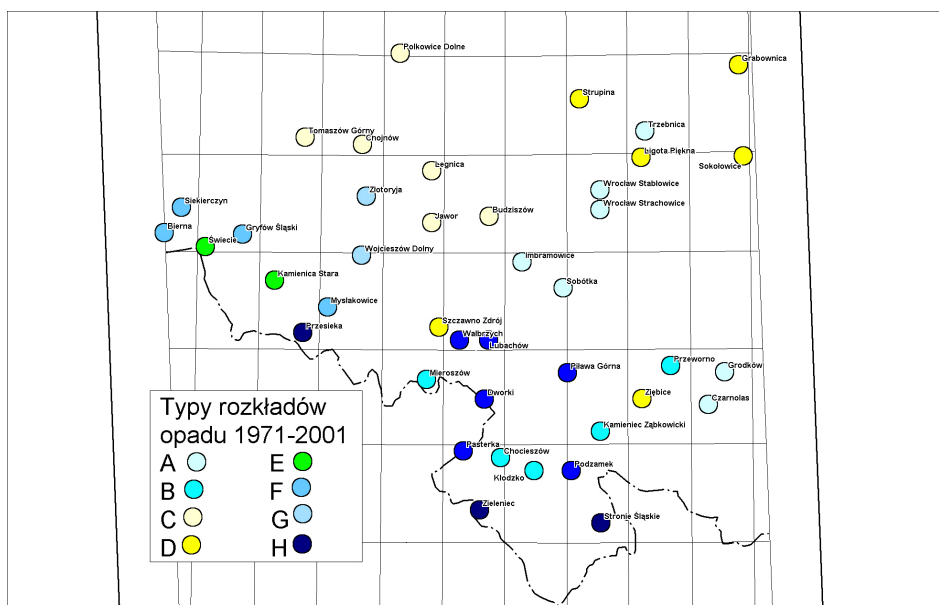 Polkowice Dolne
Grabownica
Strupina
Trzebnica
Tomaszów Górny
Chojnów
Ligota Piękna
Sokołowice
Legnica
Złotoryja
Wrocław Stabłowice
Siekierczyn
Wrocław Strachowice
Budziszów
Jawor
Bierna
Gryfów Śląski
Świecie
Wojcieszów Dolny
Imbramowice
Kamienica Stara
Sobótka
Mysłakowice
Szczawno Zdrój
Przesieka
Wałbrzych
Lubachów
Przeworno
Piława Górna
Grodków
Mieroszów
Dworki
Ziębice
Czarnolas
Kamieniec Ząbkowicki
Pasterka
Chocieszów
Podzamek
Kłodzko
Zieleniec
Stronie Śląskie
Typy rozkładów
opadu 1971-2001
A E
B F
C G
D H